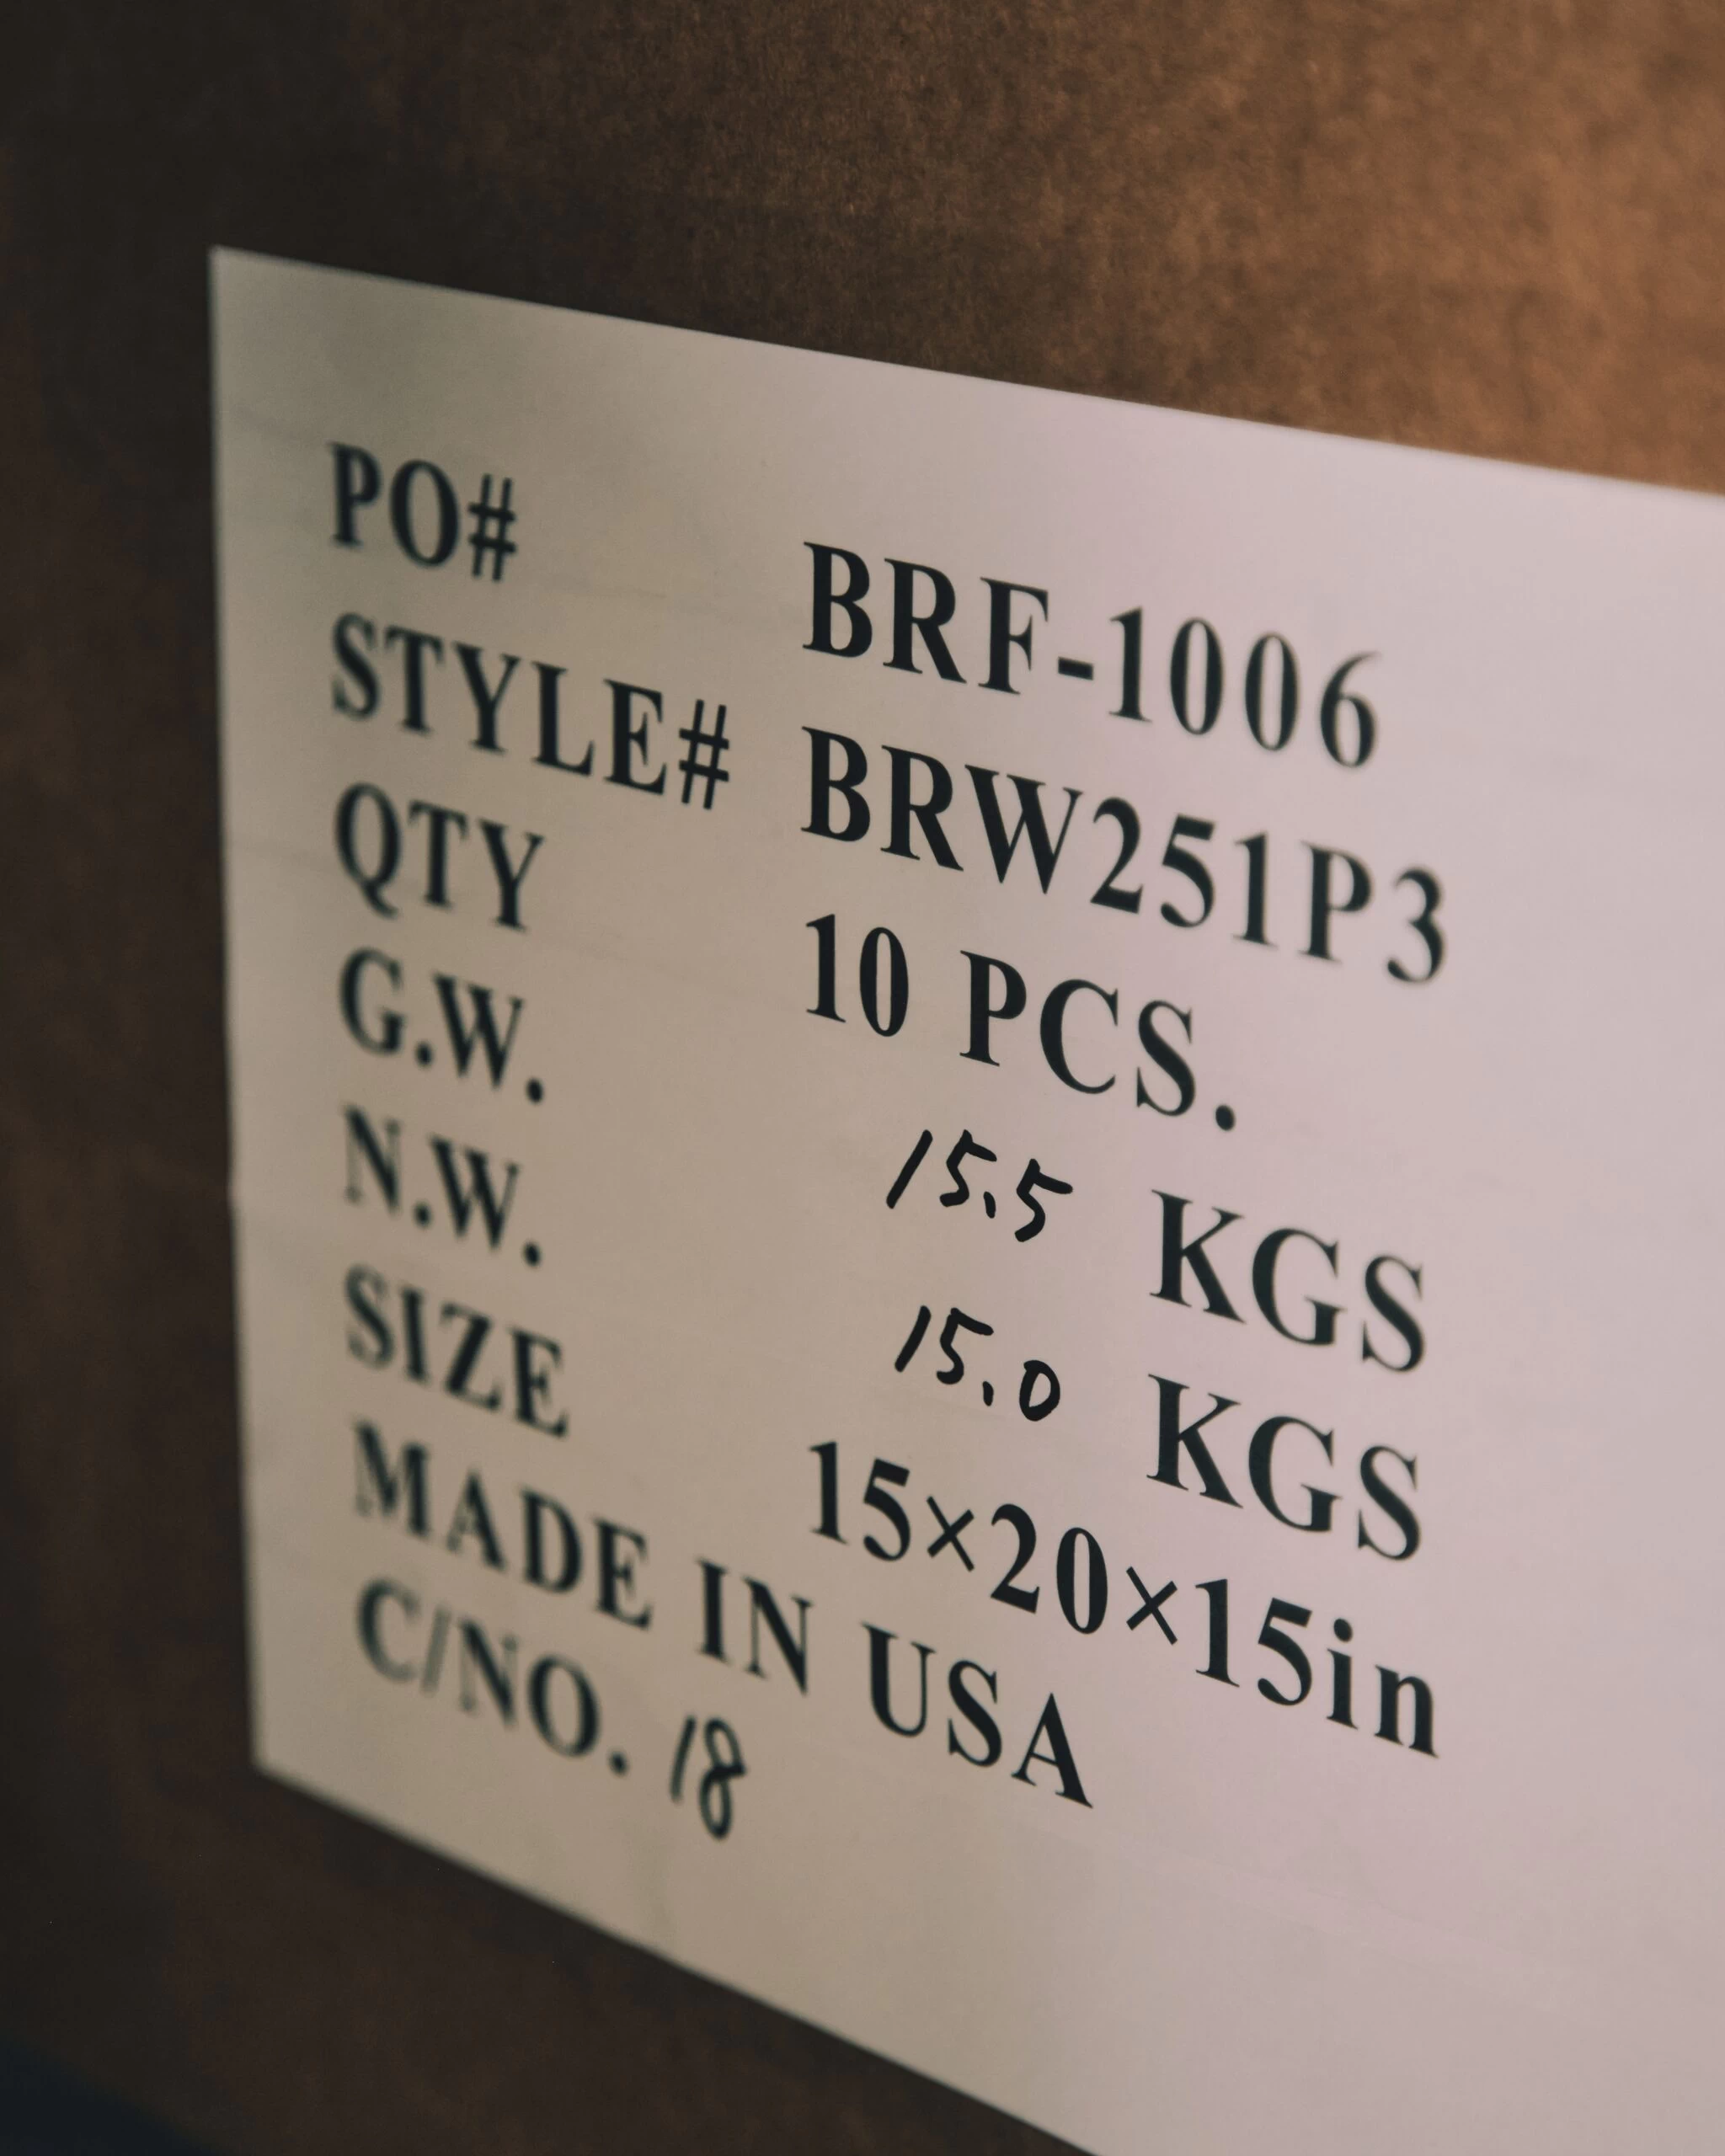 PO# BRF-1006
STYLE# BRW251P3
QTY 10 PCS.
G.W. 15.5 KGS
N.W. 15.0 KGS
SIZE 15×20×15in
MADE IN USA
C/NO. 18